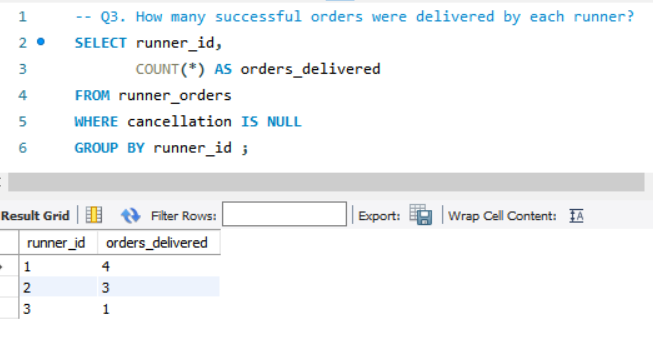 1 -- Q3. How many successful orders were delivered by each runner?
2 SELECT runner_id,
3 COUNT(*) AS orders_delivered
4 FROM runner_orders
5 WHERE cancellation IS NULL
6 GROUP BY runner_id ;
Result Grid Filter Rows: Export: Wrap Cell Content: IA
runner_id orders_delivered
1 4
2 3
3 1